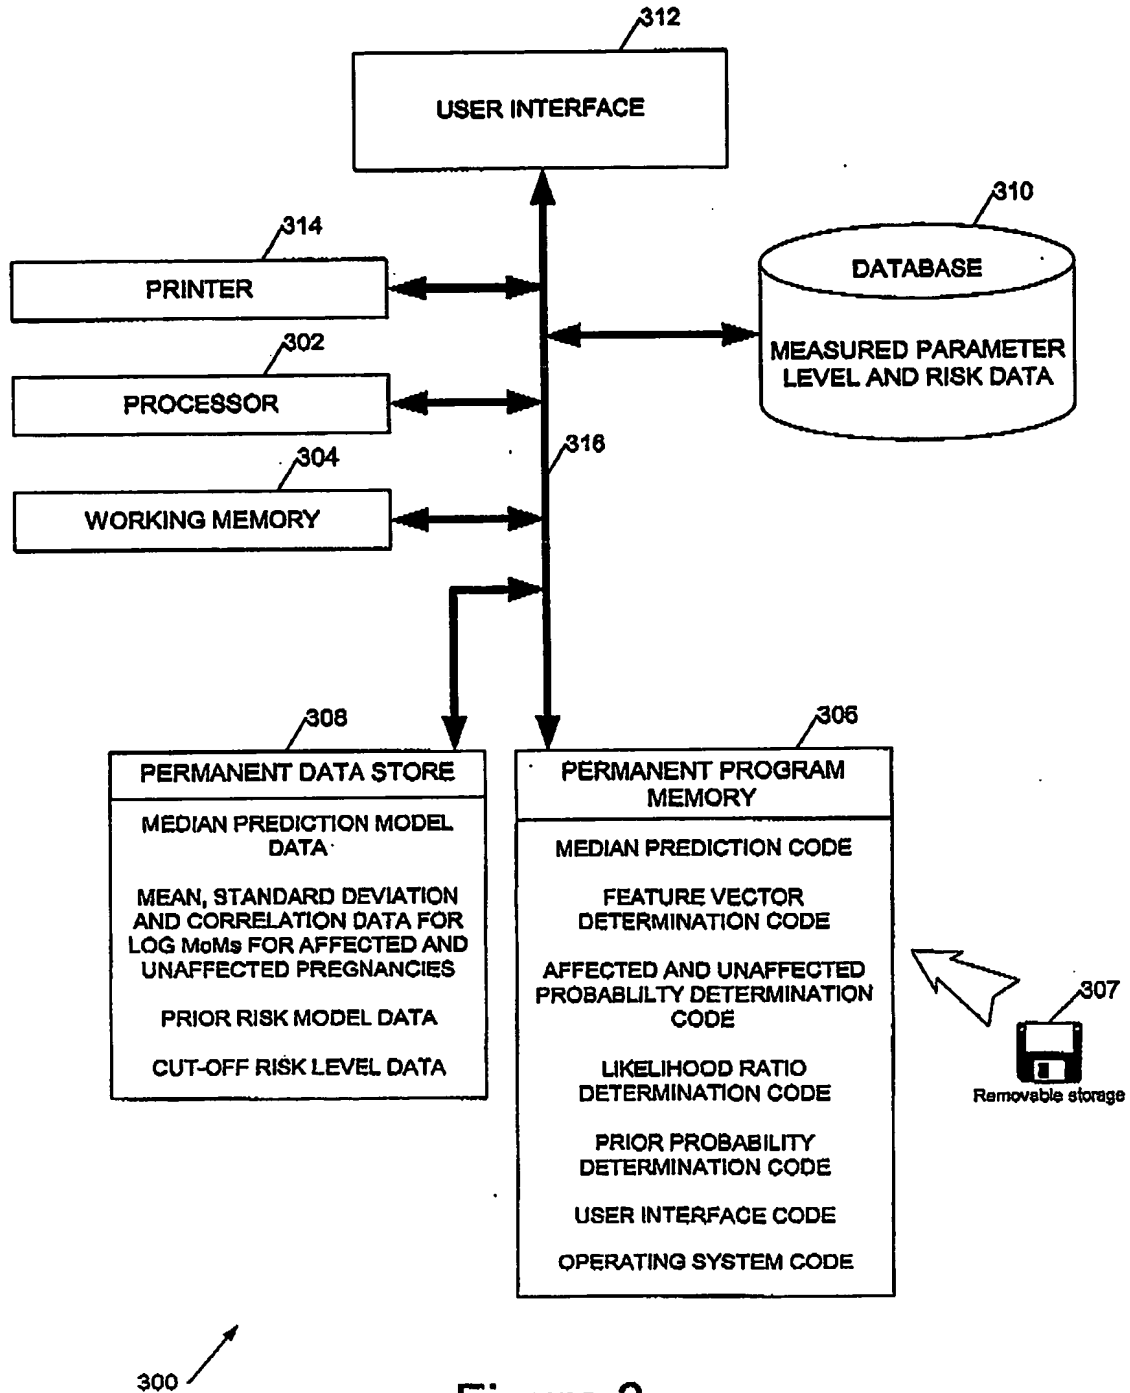 312
USER INTERFACE
310
314
DATABASE
PRINTER
MEASURED PARAMETER
LEVEL AND RISK DATA
302
PROCESSOR
316
304
WORKING MEMORY
308
PERMANENT DATA STORE
MEDIAN PREDICTION MODEL
DATA
MEAN, STANDARD DEVIATION
AND CORRELATION DATA FOR
LOG MoMs FOR AFFECTED AND
UNAFFECTED PREGNANCIES
PRIOR RISK MODEL DATA
CUT-OFF RISK LEVEL DATA
306
PERMANENT PROGRAM
MEMORY
MEDIAN PREDICTION CODE
FEATURE VECTOR
DETERMINATION CODE
AFFECTED AND UNAFFECTED
PROBABLILTY DETERMINATION
CODE
LIKELIHOOD RATIO
DETERMINATION CODE
PRIOR PROBABILITY
DETERMINATION CODE
USER INTERFACE CODE
OPERATING SYSTEM CODE
307
Removable storage
300